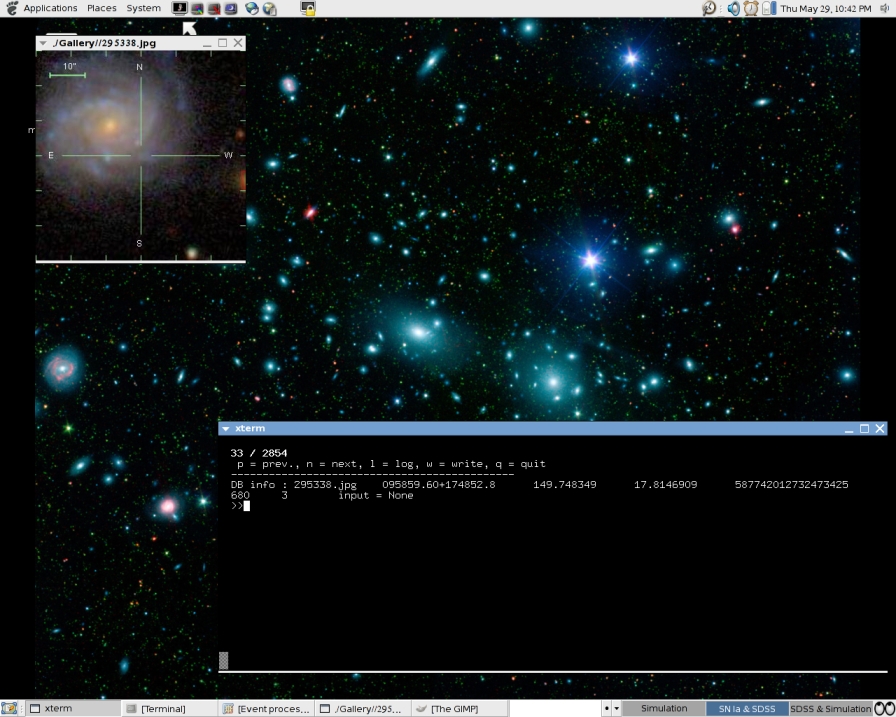 Applications Places System
Thu May 29, 10:42 PM
./Gallery//295338.jpg
10"
N
E
W
S
xterm
33 / 2854
p = prev., n = next, l = log, w = write, q = quit
--------------------------------------------
DB info : 295338.jpg 095859.60+174852.8 149.748349 17.8146909 587742012732473425
680 3 input = None
>>
xterm
[Terminal]
[Event proces...
./Gallery//295...
[The GIMP]
Simulation
SN Ia & SDSS
SDSS & Simulation